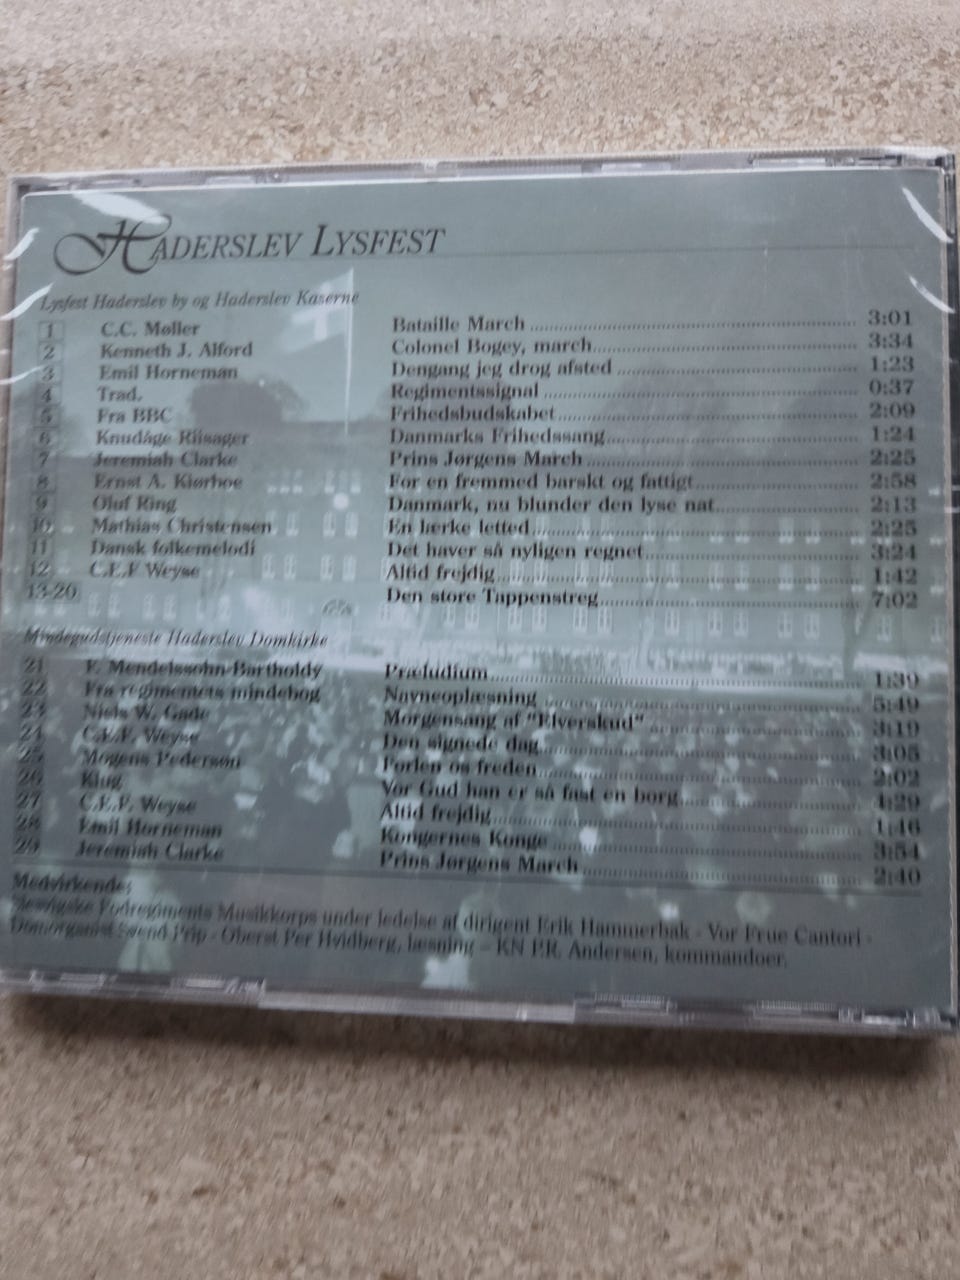 HADERSLEV LYSFEST
Lysfest Haderslev by og Haderslev Kaserne
1 C.C. Møller Bataille March 3:01
2 Kenneth J. Alford Colonel Bogey, march 3:34
3 Emil Horneman Dengang jeg drog afsted 1:23
4 Trad. Regimentssignal 0:37
5 Fra BBC Frihedsbudskabet 2:09
6 Knudåge Riisager Danmarks Frihedssang 1:24
7 Jeremiah Clarke Prins Jørgens March 2:25
8 Ernst A. Kiørboe For en fremmed barskt og fattigt 2:58
9 Oluf Ring Danmark, nu blunder den lyse nat 2:13
10 Mathias Christensen En lærke letted 2:25
11 Dansk folkemelodi Det haver så nyligen regnet 3:24
12 C.E.F Weyse Altid frejdig 1:42
13-20 Den store Tappenstreg 7:02
Mindegudstjeneste Haderslev Domkirke
21 F. Mendelssohn-Bartholdy Præludium 1:39
22 Fra regimentets mindebog Navneoplæsning 5:49
23 Niels W. Gade Morgensang af "Elverskud" 3:19
24 C.E.F. Weyse Den signede dag 3:05
25 Mogens Pederson Forlen os freden 2:02
26 Klug Vor Gud han er så fast en borg 4:29
27 C.E.F. Weyse Altid frejdig 1:46
28 Emil Horneman Kongernes Konge 3:54
29 Jeremiah Clarke Prins Jørgens March 2:40
Medvirkende:
Slesvigske Fodregiments Musikkorps under ledelse af dirigent Erik Hammerbak - Vor Frue Cantori -
Domorganist Svend Prip - Oberst Per Hvidberg, læsning – KN P.R. Andersen, kommandoer.